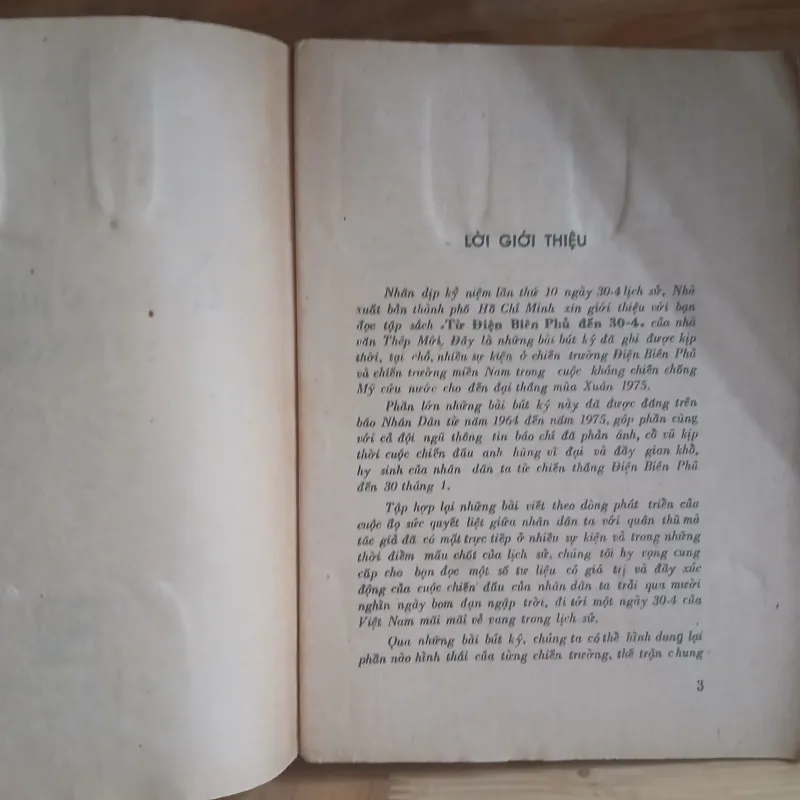 LỜI GIỚI THIỆU
Nhân dịp kỷ niệm lần thứ 10 ngày 30-4 lịch sử, Nhà
xuất bản thành phố Hồ Chí Minh xin giới thiệu với bạn
đọc tập sách «Từ Điện Biên Phủ đến 30-4» của nhà
văn Thép Mới. Đây là những bài bút ký đã ghi được kịp
thời, tại chỗ, nhiều sự kiện ở chiến trường Điện Biên Phủ
và chiến trường miền Nam trong cuộc kháng chiến chống
Mỹ cứu nước cho đến đại thắng mùa Xuân 1975.
Phần lớn những bài bút ký này đã được đăng trên
báo Nhân Dân từ năm 1964 đến năm 1975, góp phần cùng
với cả đội ngũ thông tin báo chí đã phản ánh, cổ vũ kịp
thời cuộc chiến đấu anh hùng vĩ đại và đầy gian khổ,
hy sinh của nhân dân ta từ chiến thắng Điện Biên Phủ
đến 30 tháng 4.
Tập hợp lại những bài viết theo dòng phát triển của
cuộc đọ sức quyết liệt giữa nhân dân ta với quân thù mà
tác giả đã có mặt trực tiếp ở nhiều sự kiện và trong những
thời điểm mấu chốt của lịch sử, chúng tôi hy vọng cung
cấp cho bạn đọc một số tư liệu có giá trị và đầy xúc
động của cuộc chiến đấu của nhân dân ta trải qua mười
nghìn ngày bom đạn ngập trời, đi tới một ngày 30-4 của
Việt Nam mãi mãi vẻ vang trong lịch sử.
Qua những bài bút ký, chúng ta có thể hình dung lại
phần nào hình thái của từng chiến trường, thế trận chung
3